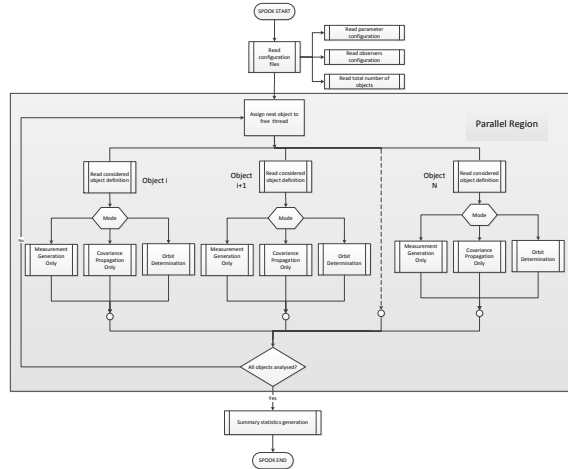 SPOOK START
Read
configuration
files
Read parameter
configuration
Read observers
configuration
Read total number of
objects
Assign next object to
free thread
Parallel Region
Read considered
object definition
Object i
Read considered
object definition
Object
i+1
Read considered
object definition
Object
N
Mode
Mode
Mode
No
Measurement
Generation
Only
Covariance
Propagation
Only
Orbit
Determination
Measurement
Generation
Only
Covariance
Propagation
Only
Orbit
Determination
Measurement
Generation
Only
Covariance
Propagation
Only
Orbit
Determination
All objects analysed?
Yes
Summary statistics generation
SPOOK END